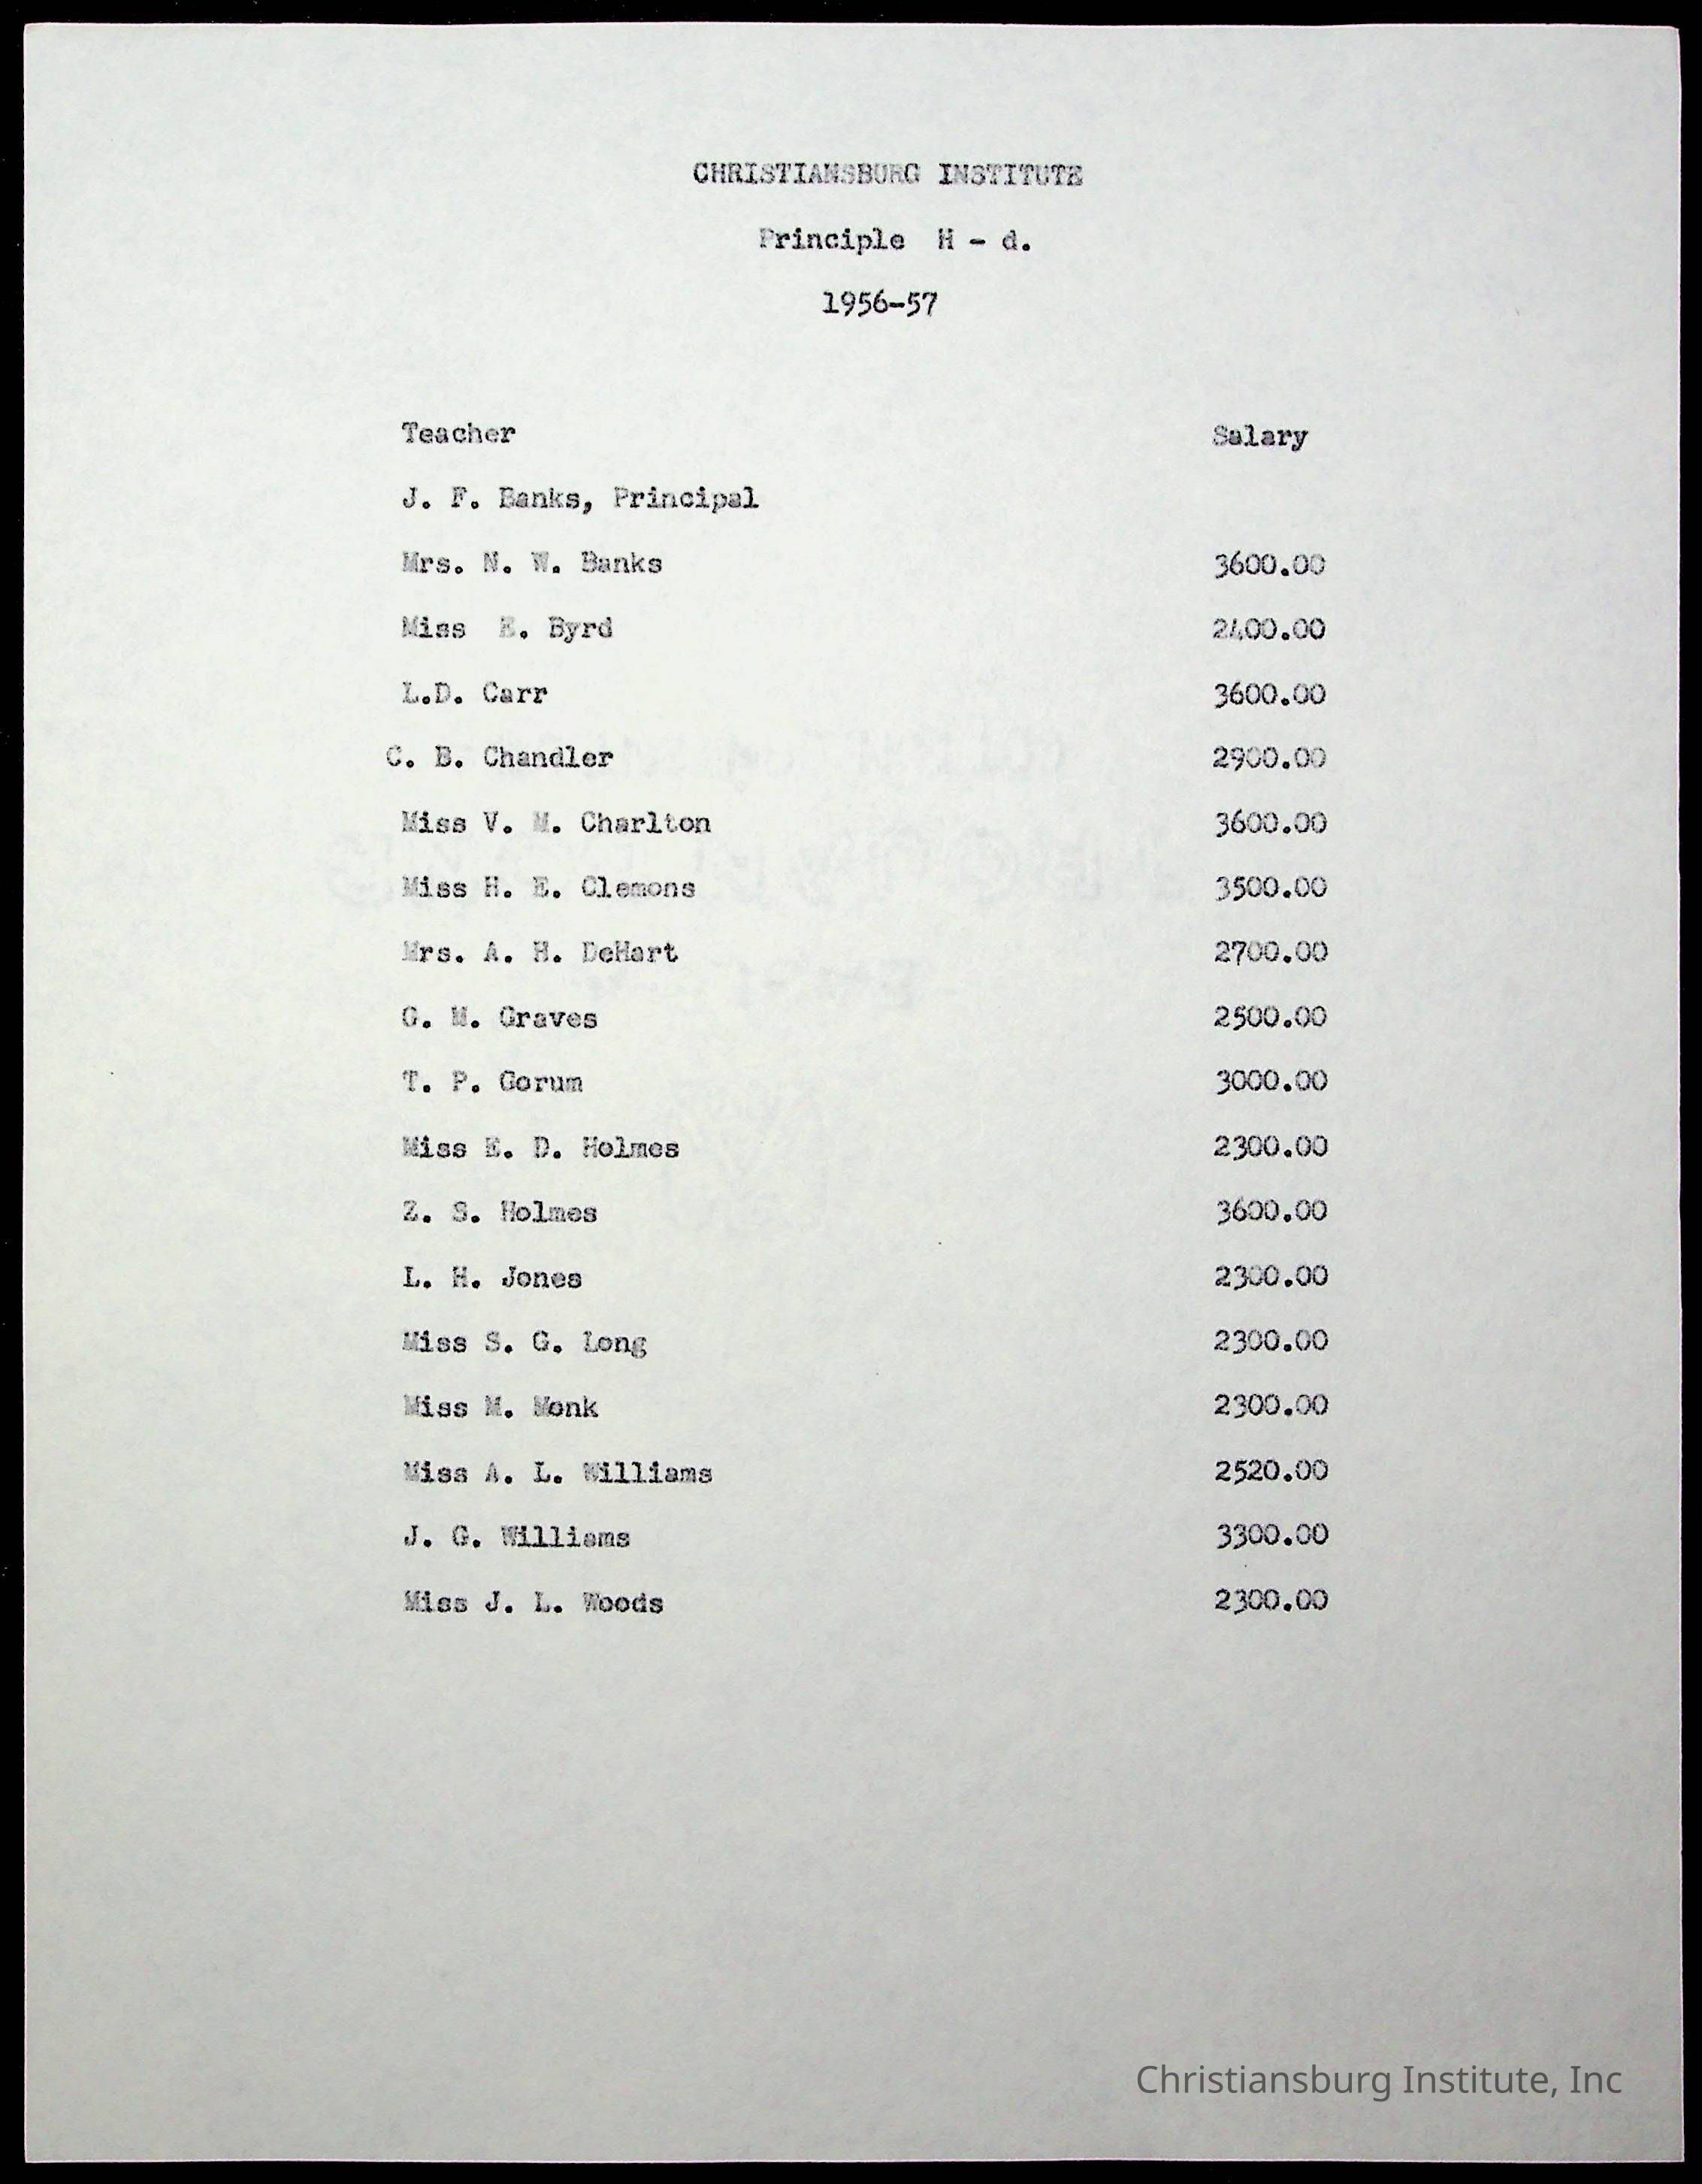 CHRISTIANSBURG INSTITUTE
Principle H - d.
1956-57
Teacher Salary
J. F. Banks, Principal
Mrs. N. W. Banks 3600.00
Miss E. Byrd 2400.00
L.D. Carr 3600.00
C. B. Chandler 2900.00
Miss V. M. Charlton 3600.00
Miss H. E. Clemons 3500.00
Mrs. A. H. DeHart 2700.00
G. M. Graves 2500.00
T. P. Gorum 3000.00
Miss E. D. Holmes 2300.00
Z. S. Holmes 3600.00
L. H. Jones 2300.00
Miss S. G. Long 2300.00
Miss M. Monk 2300.00
Miss A. L. Williams 2520.00
J. G. Williams 3300.00
Miss J. L. Woods 2300.00
Christiansburg Institute, Inc